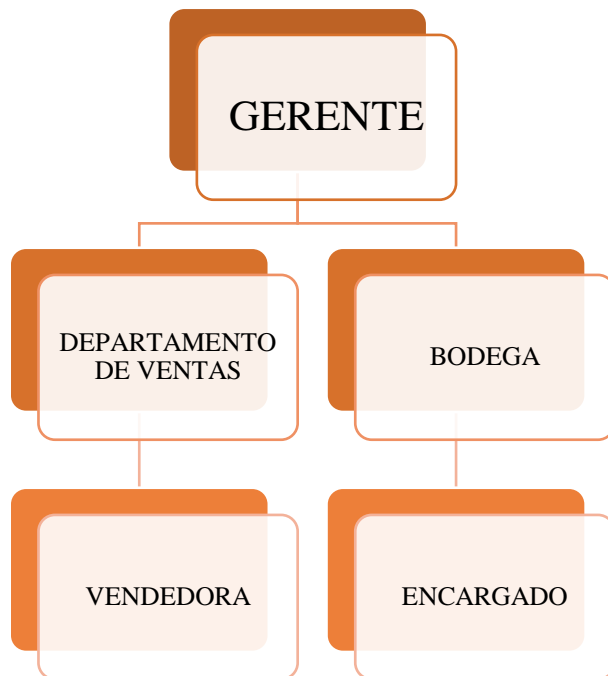 GERENTE
DEPARTAMENTO
DE VENTAS
BODEGA
VENDEDORA
ENCARGADO